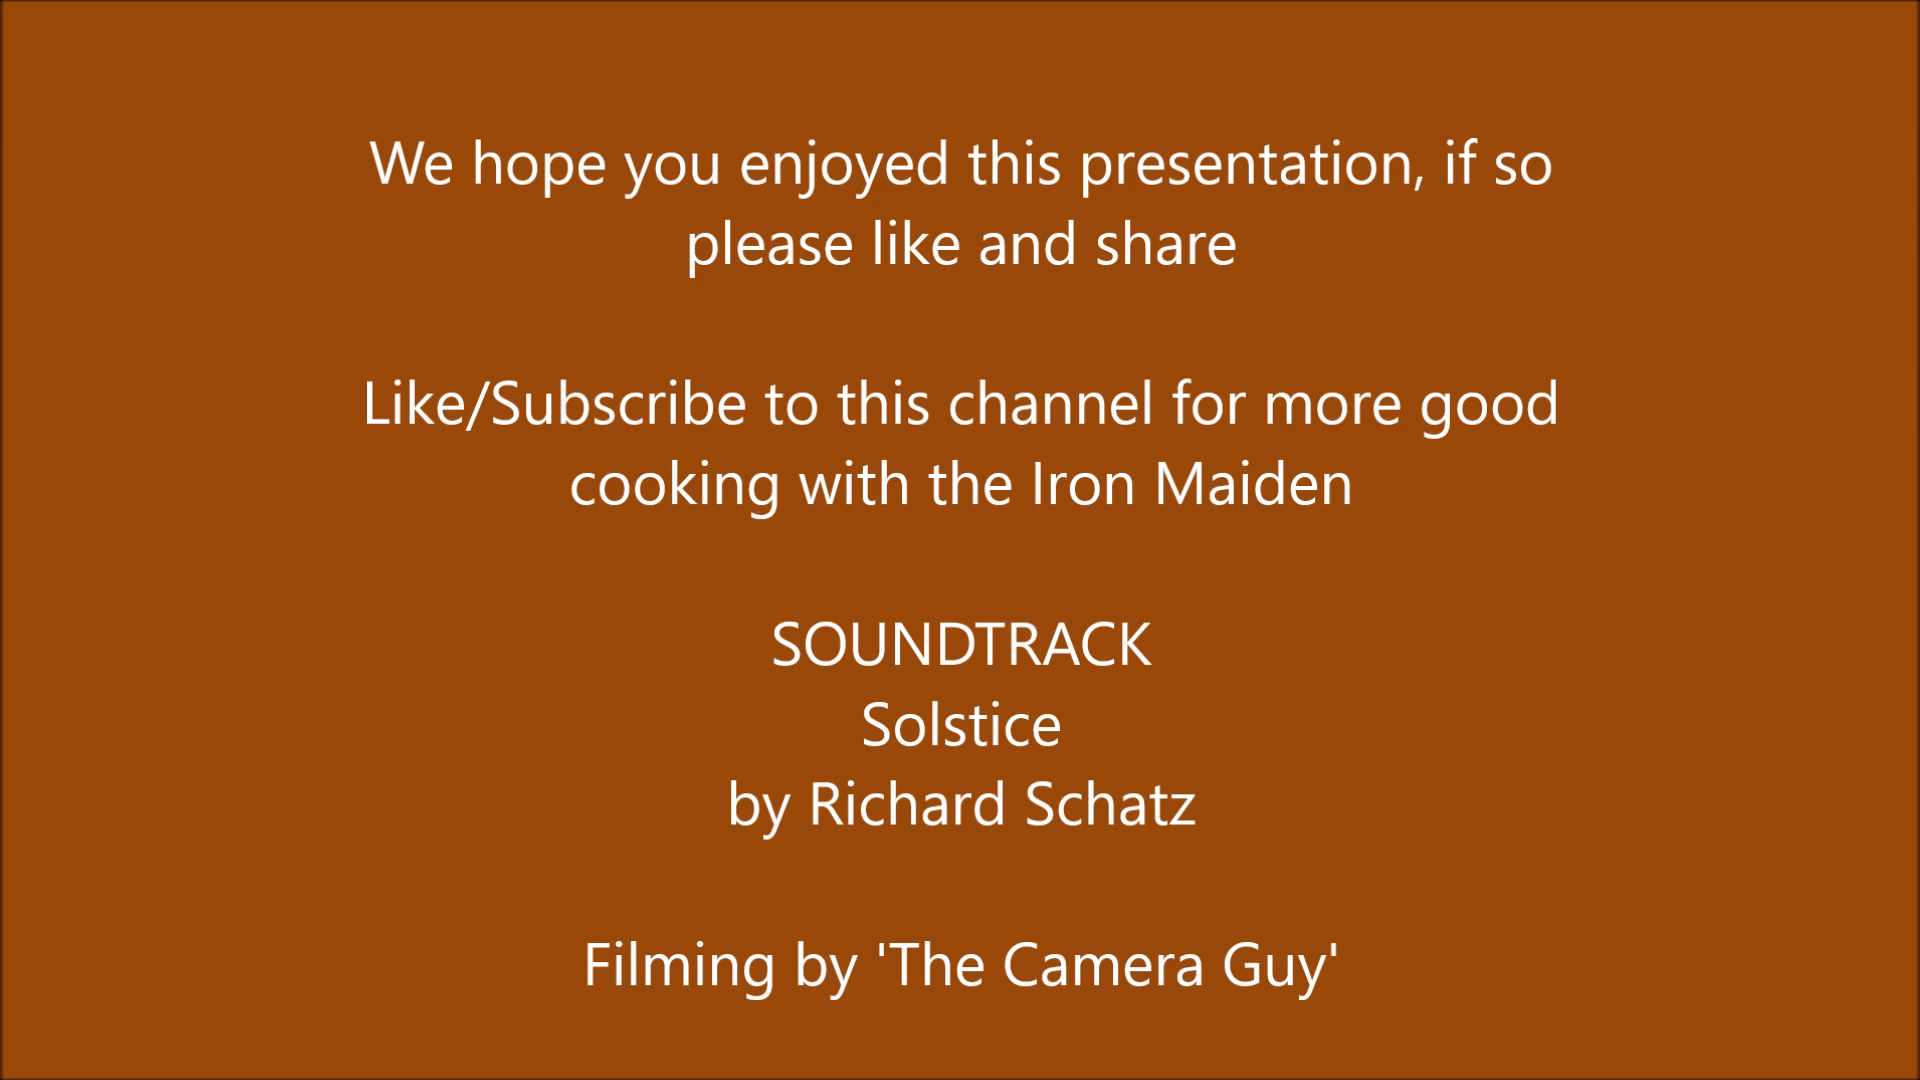 We hope you enjoyed this presentation, if so
please like and share
Like/Subscribe to this channel for more good
cooking with the Iron Maiden
SOUNDTRACK
Solstice
by Richard Schatz
Filming by 'The Camera Guy'